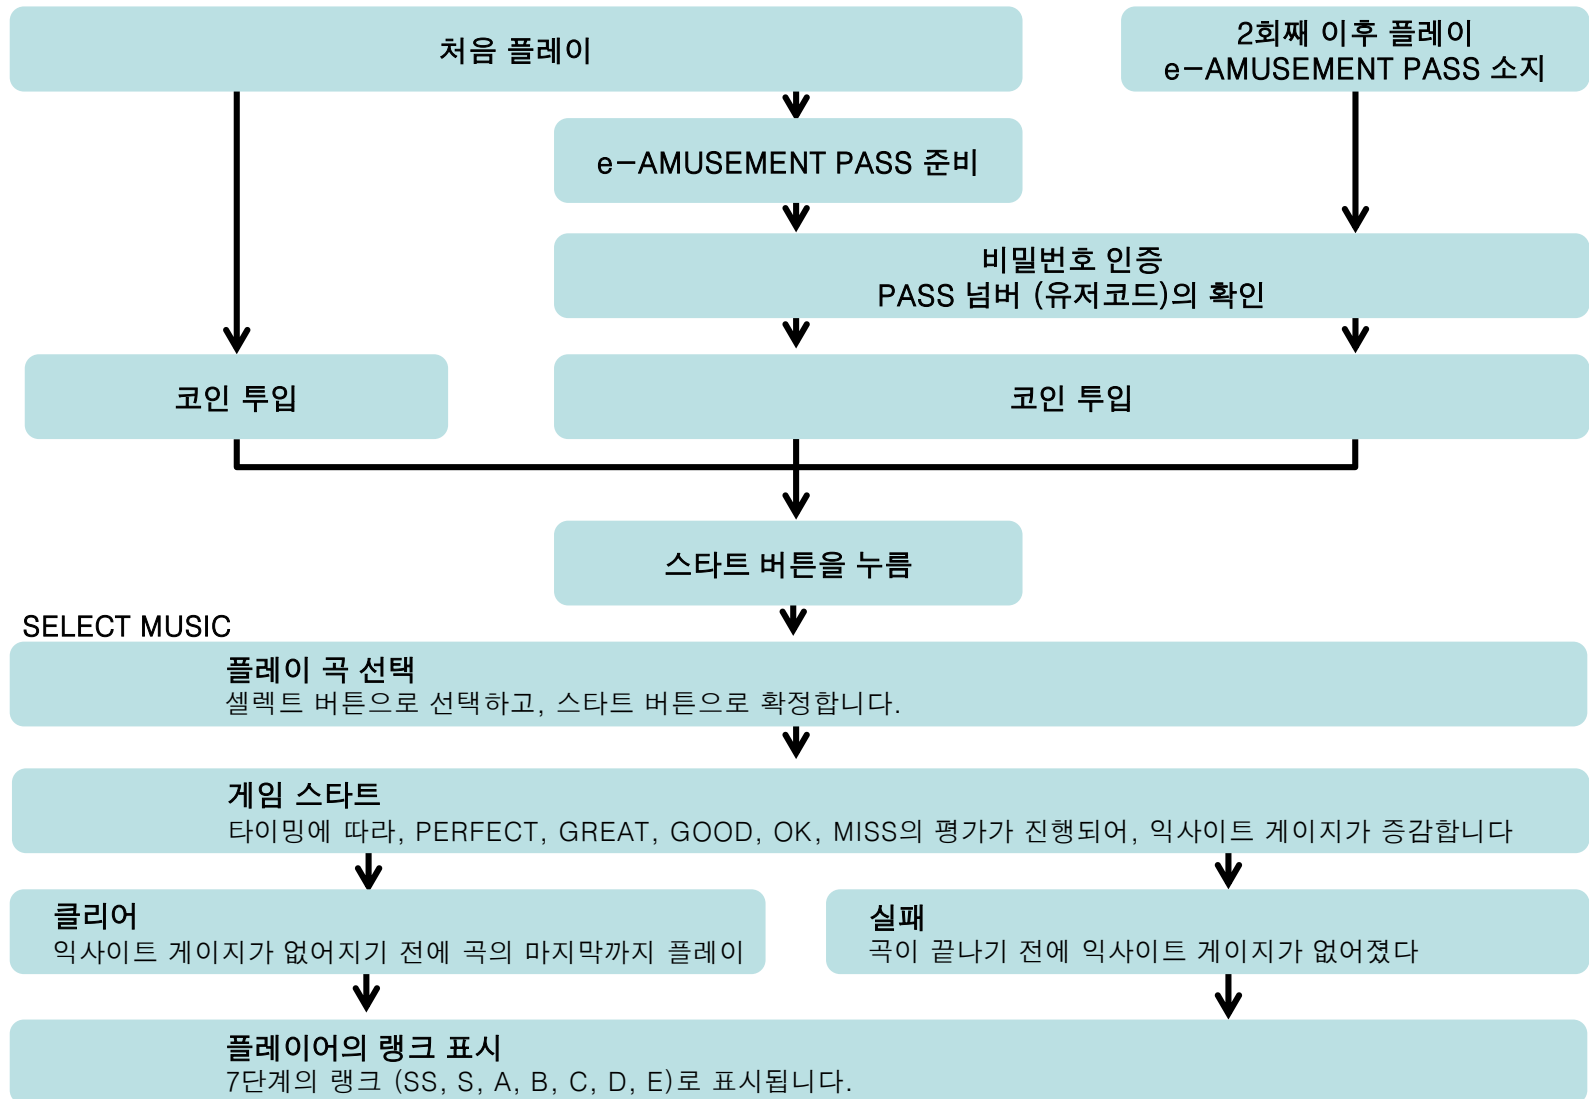 처음 플레이
2회째 이후 플레이
e-AMUSEMENT PASS 소지
e-AMUSEMENT PASS 준비
비밀번호 인증
PASS 넘버 (유저코드)의 확인
코인 투입
코인 투입
스타트 버튼을 누름
SELECT MUSIC
플레이 곡 선택
셀렉트 버튼으로 선택하고, 스타트 버튼으로 확정합니다.
게임 스타트
타이밍에 따라, PERFECT, GREAT, GOOD, OK, MISS의 평가가 진행되어, 익사이트 게이지가 증감합니다
클리어
익사이트 게이지가 없어지기 전에 곡의 마지막까지 플레이
실패
곡이 끝나기 전에 익사이트 게이지가 없어졌다
플레이어의 랭크 표시
7단계의 랭크 (SS, S, A, B, C, D, E)로 표시됩니다.